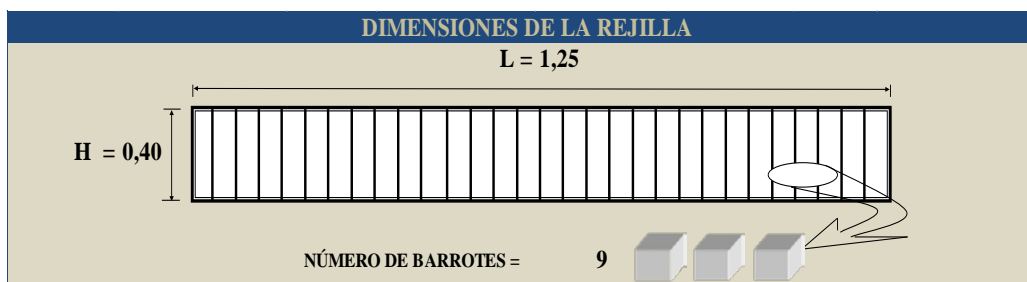 DIMENSIONES DE LA REJILLA
L = 1,25
H = 0,40
NÚMERO DE BARROTES = 9